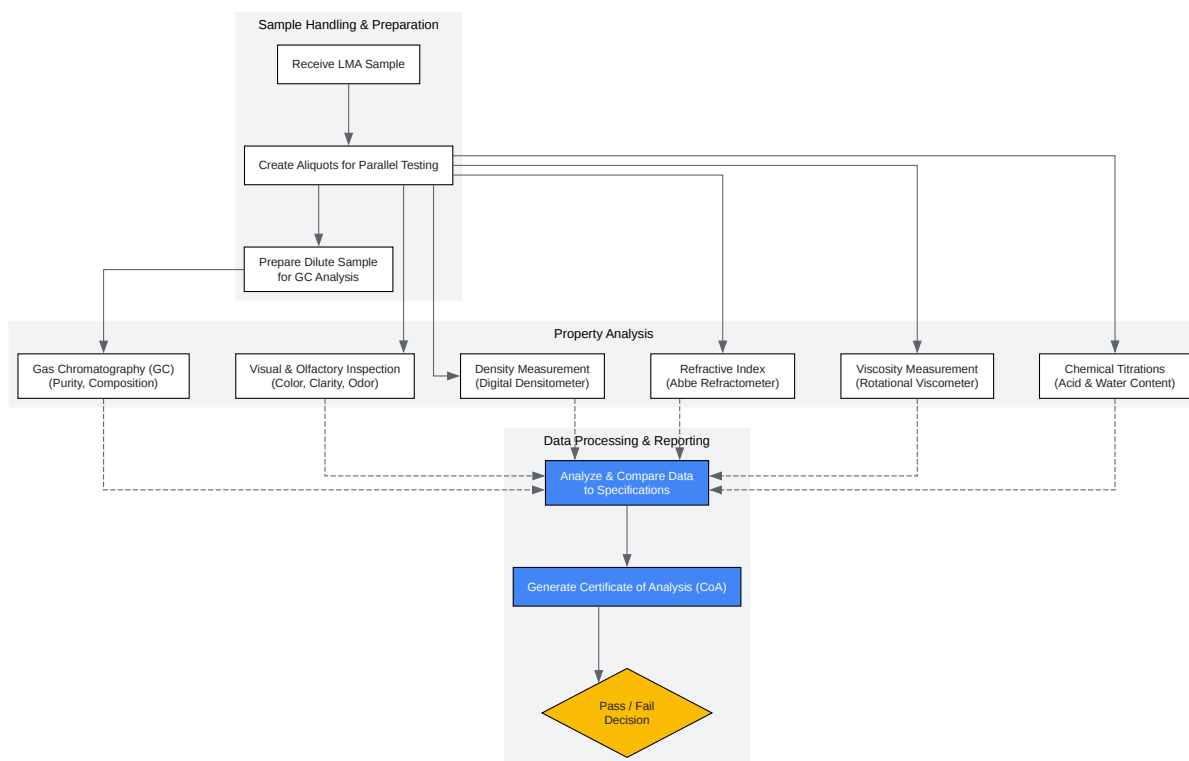 Sample Handling & Preparation
Receive LMA Sample
Create Aliquots for Parallel Testing
Prepare Dilute Sample
for GC Analysis
Property Analysis
Gas Chromatography (GC)
(Purity, Composition)
Visual & Olfactory Inspection
(Color, Clarity, Odor)
Density Measurement
(Digital Densitometer)
Refractive Index
(Abbe Refractometer)
Viscosity Measurement
(Rotational Viscometer)
Chemical Titrations
(Acid & Water Content)
Data Processing & Reporting
Analyze & Compare Data
to Specifications
Generate Certificate of Analysis (CoA)
Pass / Fail
Decision